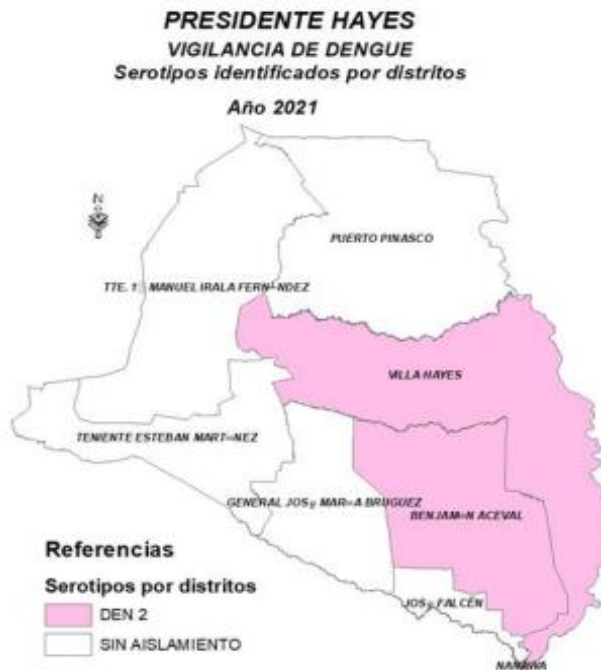 PRESIDENTE HAYES
VIGILANCIA DE DENGUE
Serotipos identificados por distritos
Año 2021
N
PUERTO PINASCO
TTE. 1 MANUEL IRALA FERN┴NDEZ
VILLA HAYES
TENIENTE ESTEBAN MART═NEZ
GENERAL JOS╔ MAR═A BRUGUEZ
BENJAM═N ACEVAL
JOS╔ FALCËN
NANAWA
Referencias
Serotipos por distritos
DEN 2
SIN AISLAMIENTO